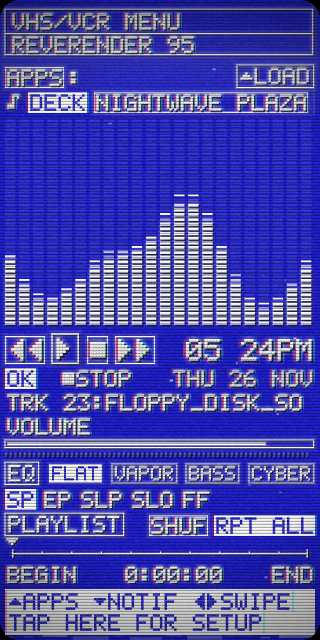 VHS/VCR MENU
REVERENDER 95
APPS: LOAD
DECK NIGHTWAVE PLAZA
05 24PM
OK STOP THU 26 NOV
TRK 23:FLOPPY_DISK_SO
VOLUME
EQ FLAT VAPOR BASS CYBER
SP EP SLP SLO FF
PLAYLIST SHUF RPT ALL
BEGIN 0:00:00 END
APPS NOTIF SWIPE
TAP HERE FOR SETUP